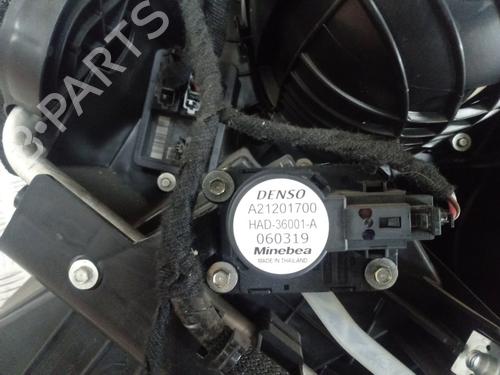 B-PARTS
DENSO
A21201700
HAD-36001-A
060319
Minebea
MADE IN THAILAND